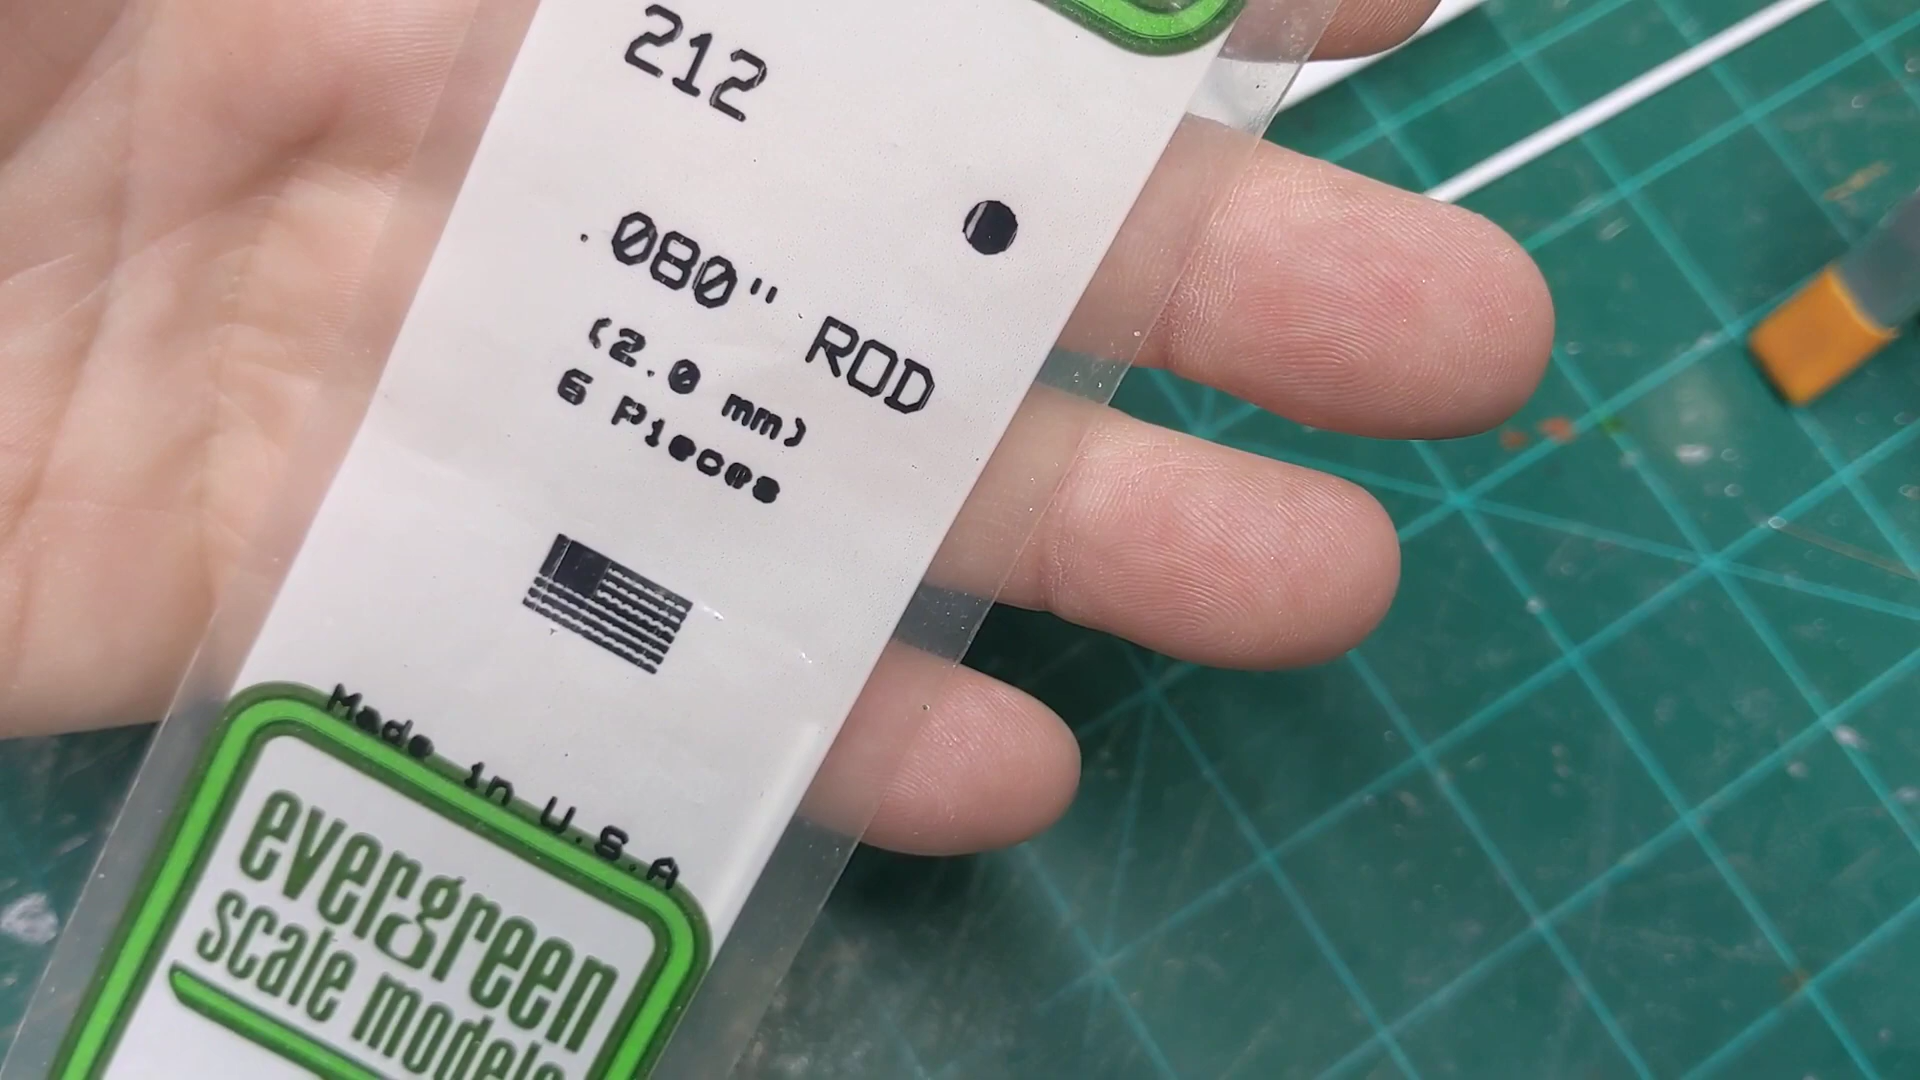 212
.080" ROD
(2.0 mm)
6 Pieces
Made in U.S.A
evergreen
scale models